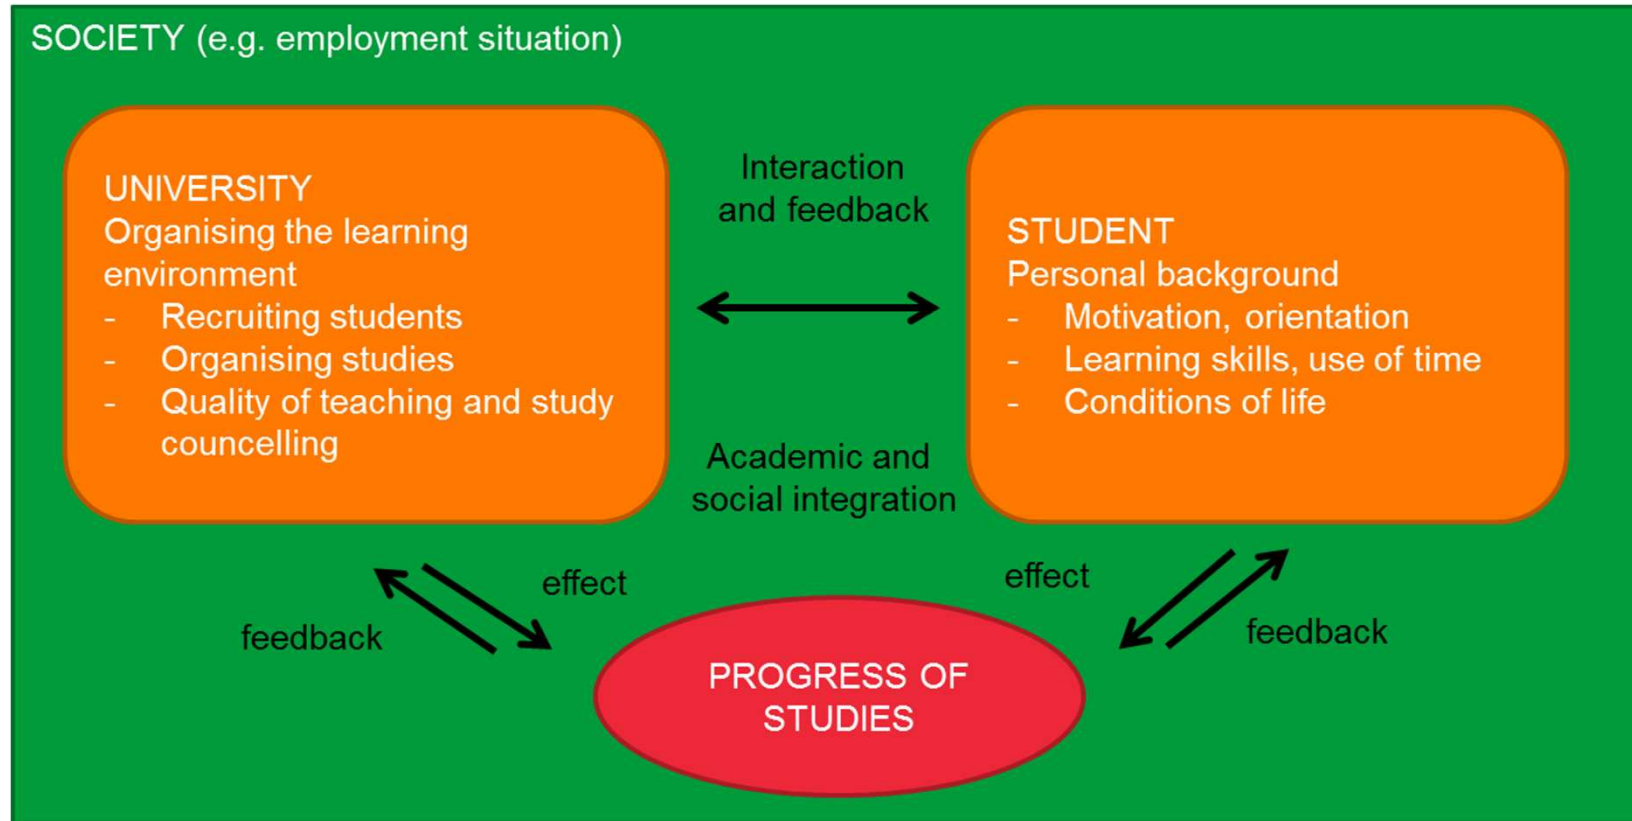 SOCIETY (e.g. employment situation)
UNIVERSITY
Organising the learning
environment
- Recruiting students
- Organising studies
- Quality of teaching and study
councelling
Interaction
and feedback
Academic and
social integration
STUDENT
Personal background
- Motivation, orientation
- Learning skills, use of time
- Conditions of life
effect
feedback
effect
feedback
PROGRESS OF
STUDIES